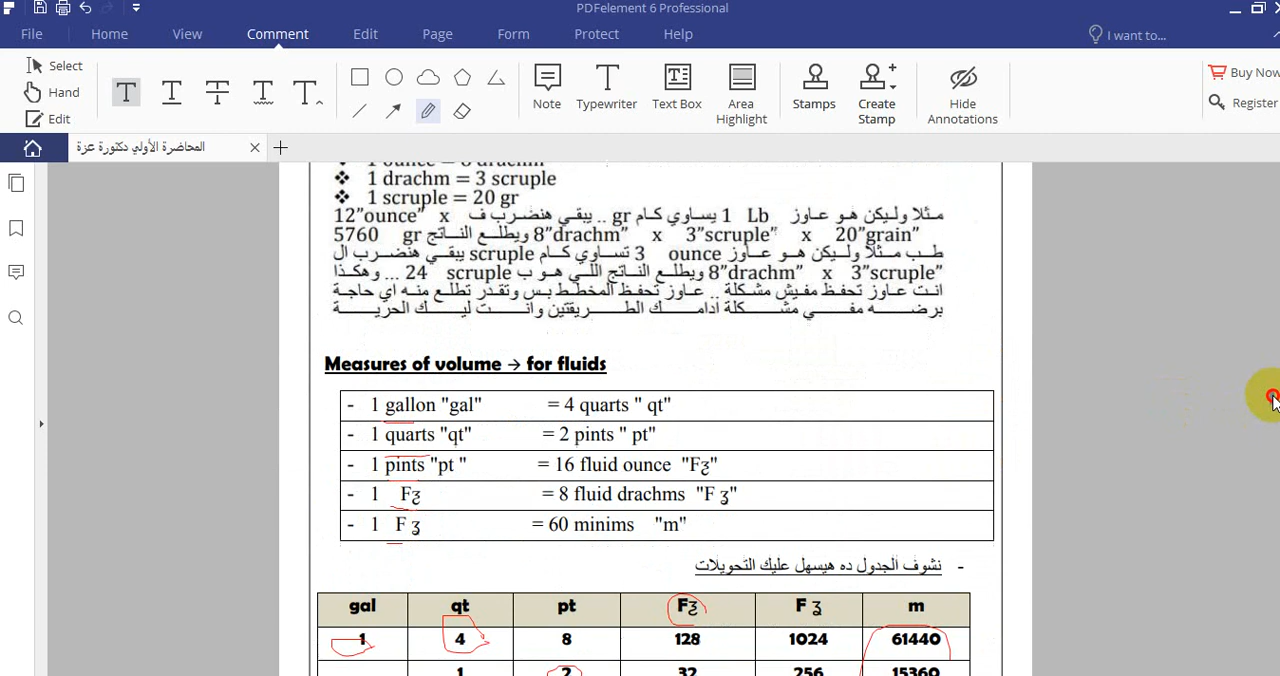 PDFelement 6 Professional
File Home View Comment Edit Page Form Protect Help I want to...
Select
Hand
Edit
Note Typewriter Text Box Area Highlight Stamps Create Stamp Hide Annotations
Buy Now
Register
المحاضرة الأولي دكتورة عزة
❖ 1 ounce = 8 drachm
❖ 1 drachm = 3 scruple
❖ 1 scruple = 20 gr
مثلا وليكن هو عاوز 1 Lb يساوي كام gr .. يبقي هنضرب ف 12"ounce" x
8"drachm" x 3"scruple" x 20"grain" ويطلع الناتج 5760 gr
طب مثلا وليكن هو عاوز 3 ounce تساوي كام scruple يبقي هنضرب ال
8"drachm" x 3"scruple" ويطلع الناتج اللي هو ب 24 scruple ... وهكذا
انت عاوز تحفظ مفيش مشكلة .. عاوز تحفظ المخطط بس وتقدر تطلع منه اي حاجة
برضه مفي مشكلة أدامك الطريقتين وانت ليك الحرية
Measures of volume → for fluids
- 1 gallon "gal" = 4 quarts " qt"
- 1 quarts "qt" = 2 pints " pt"
- 1 pints "pt " = 16 fluid ounce "F℥"
- 1 F℥ = 8 fluid drachms "F ʒ"
- 1 F ʒ = 60 minims "m"
- نشوف الجدول ده هيسهل عليك التحويلات
gal qt pt F℥ F ʒ m
1 4 8 128 1024 61440
1 2 32 256 15360